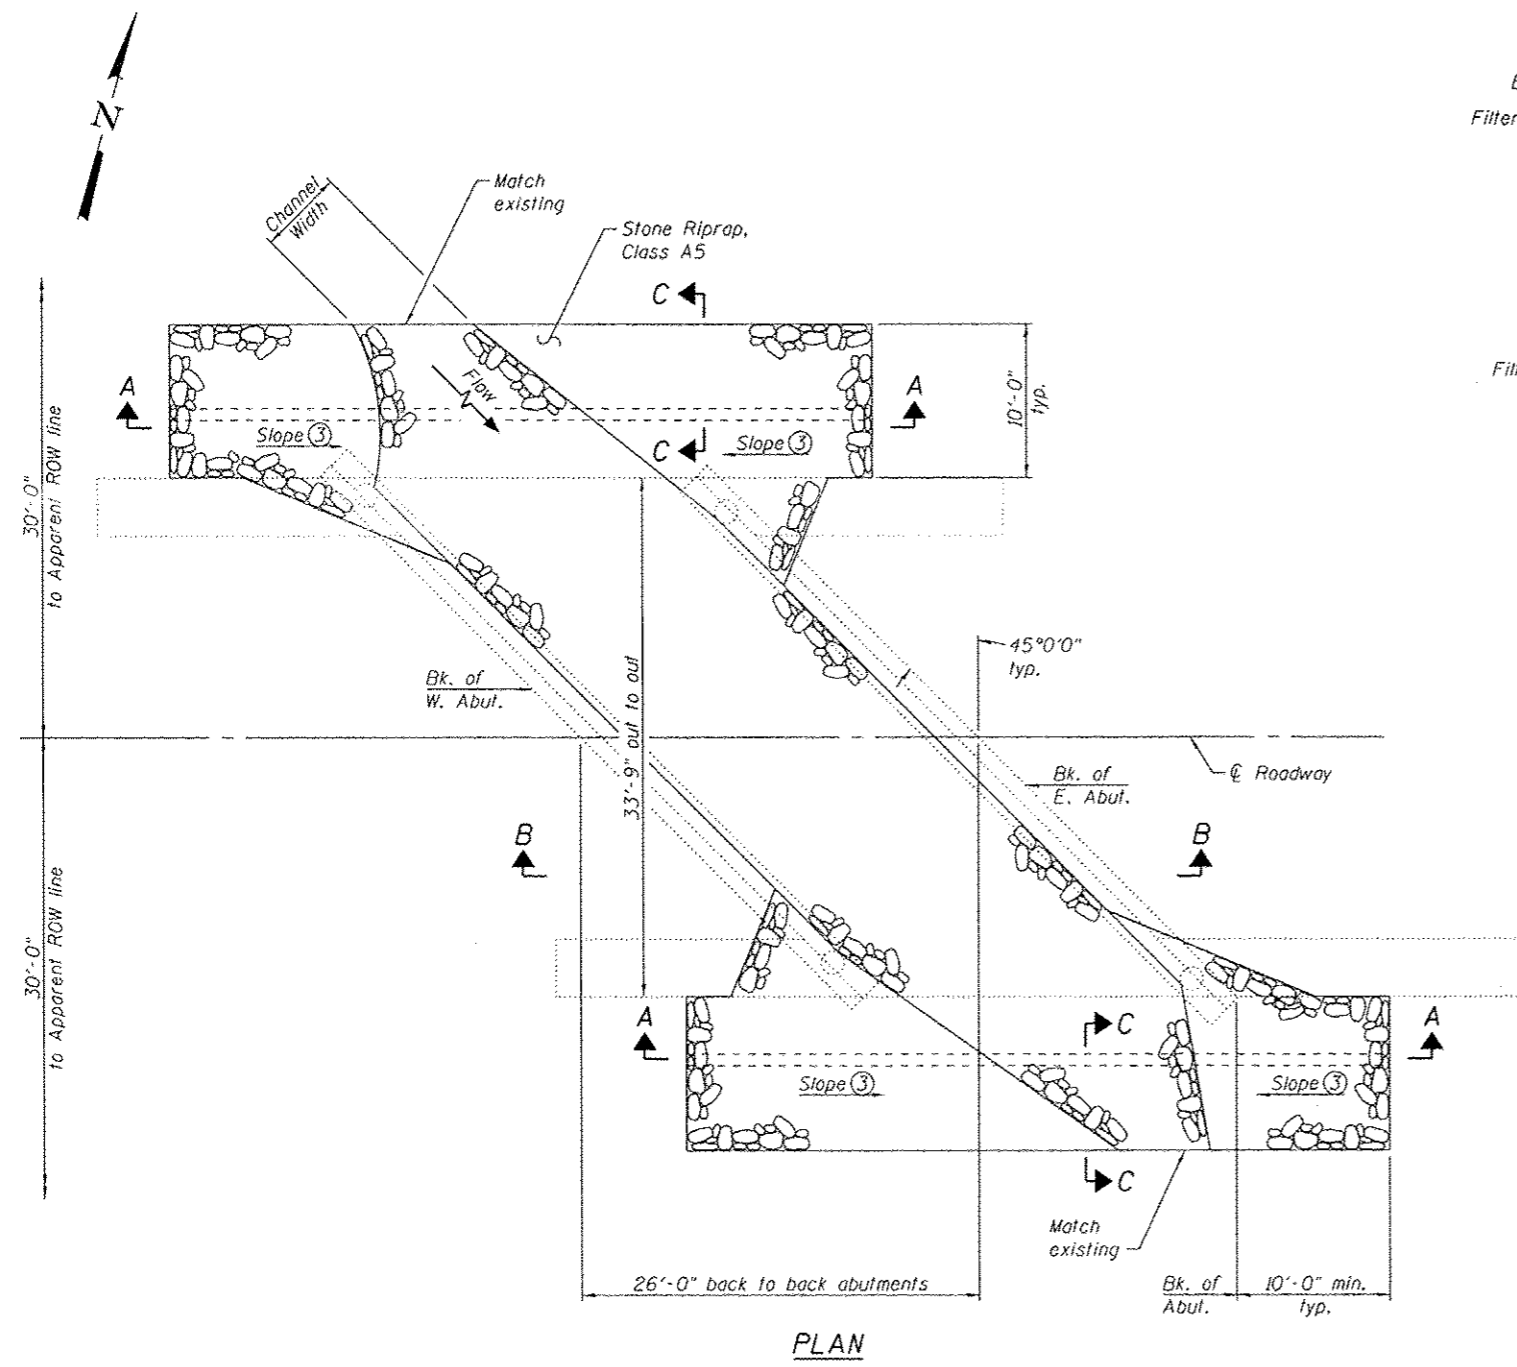 N
Channel
Width
Match
existing
Stone Riprap,
Class A5
C
Filter
A
Flow
A
10'-0"
typ.
Slope 3
C
Slope 3
30'-0"
to Apparent ROW line
Bk. of
W. Abut.
33'-9" out to out
45°0'0"
typ.
℄ Roadway
Bk. of
E. Abut.
B
B
30'-0"
to Apparent ROW line
A
C
A
Slope 3
Slope 3
C
Match
existing
26'-0" back to back abutments
Bk. of
Abut.
10'-0" min.
typ.
PLAN